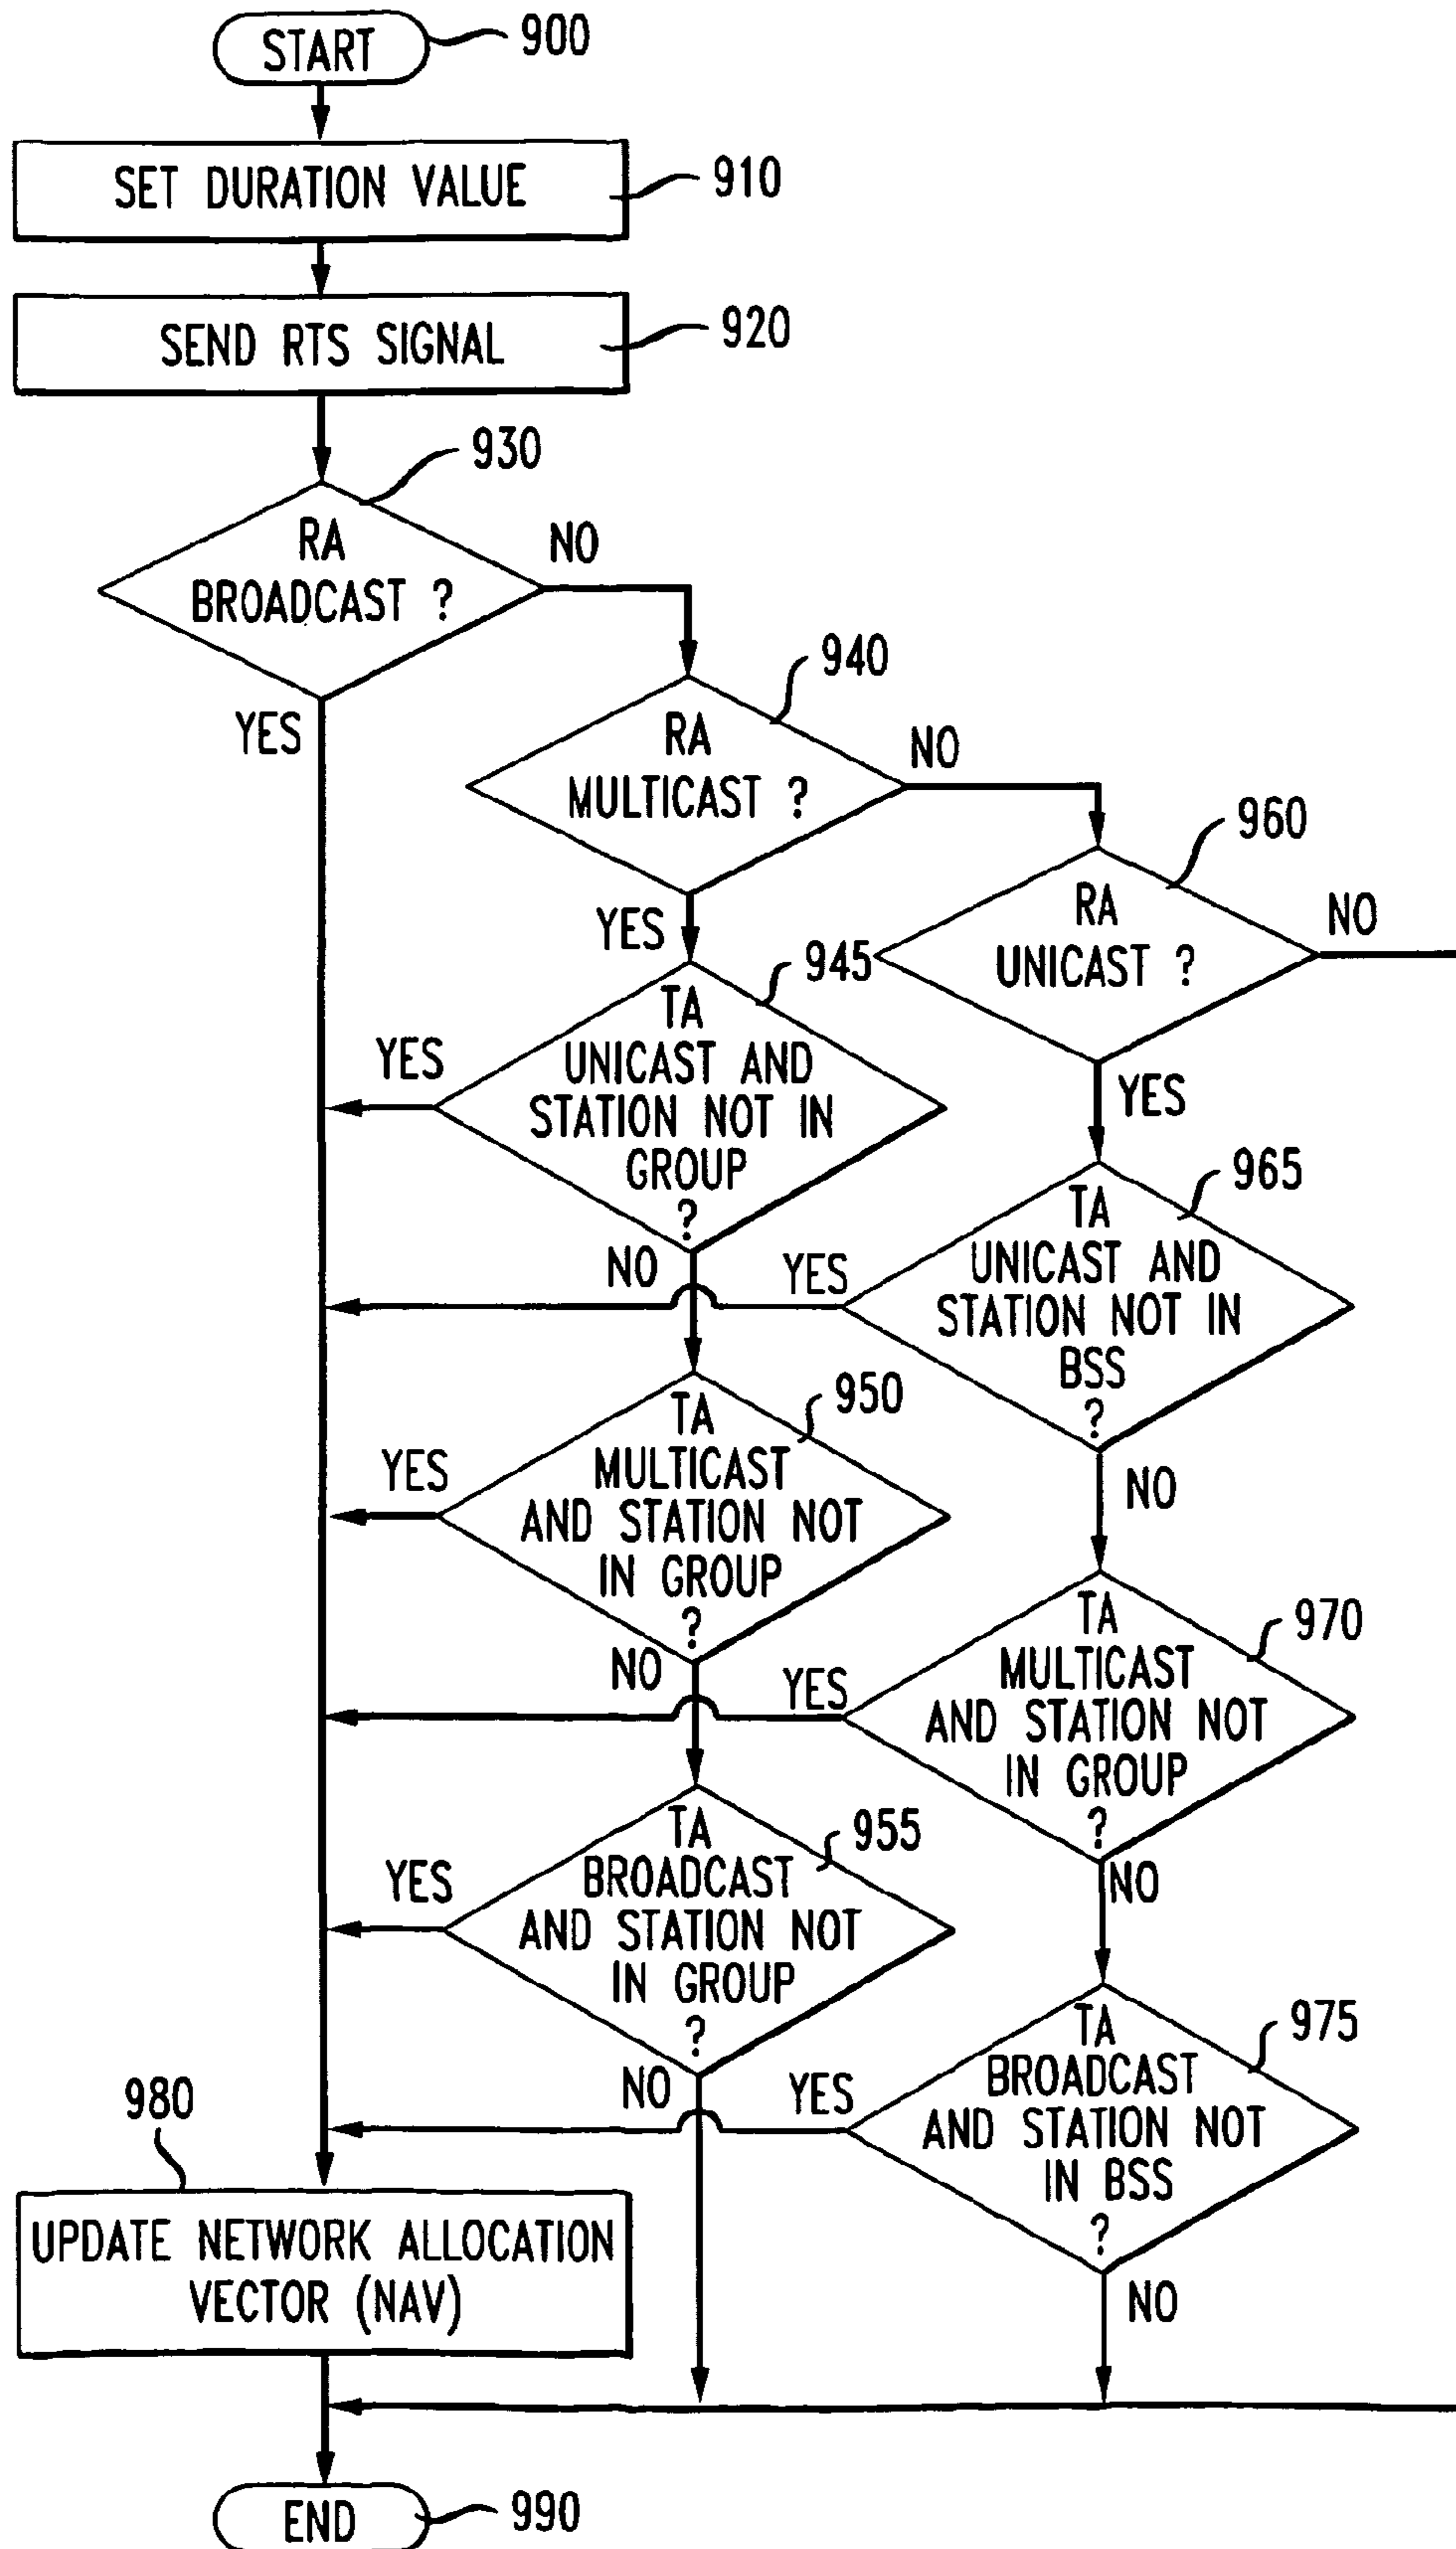 START
900
SET DURATION VALUE
910
SEND RTS SIGNAL
920
930
RA
BROADCAST ?
NO
YES
940
RA
MULTICAST ?
NO
YES
960
RA
UNICAST ?
NO
YES
945
TA
UNICAST AND
STATION NOT IN
GROUP
?
YES
NO
965
TA
UNICAST AND
STATION NOT IN
BSS
?
YES
NO
950
TA
MULTICAST
AND STATION NOT
IN GROUP
?
YES
NO
970
TA
MULTICAST
AND STATION NOT
IN GROUP
?
YES
NO
955
TA
BROADCAST
AND STATION NOT
IN GROUP
?
YES
NO
975
TA
BROADCAST
AND STATION NOT
IN BSS
?
YES
NO
980
UPDATE NETWORK ALLOCATION
VECTOR (NAV)
END
990